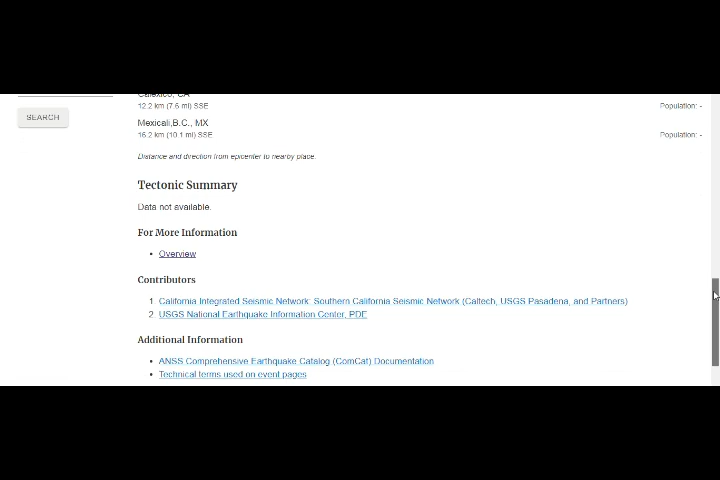 Calexico, CA
12.2 km (7.6 mi) SSE
Population: -
SEARCH
Mexicali,B.C., MX
16.2 km (10.1 mi) SSE
Population: -
Distance and direction from epicenter to nearby place.
Tectonic Summary
Data not available.
For More Information
• Overview
Contributors
1. California Integrated Seismic Network: Southern California Seismic Network (Caltech, USGS Pasadena, and Partners)
2. USGS National Earthquake Information Center, PDE
Additional Information
• ANSS Comprehensive Earthquake Catalog (ComCat) Documentation
• Technical terms used on event pages